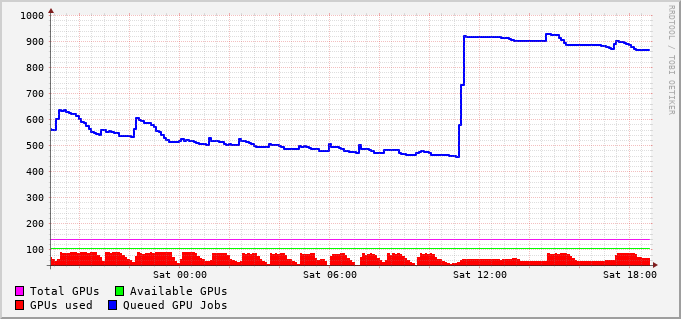 RRDTOOL / TOBI OETIKER
1000
900
800
700
600
500
400
300
200
100
Sat 00:00 Sat 06:00 Sat 12:00 Sat 18:00
Total GPUs Available GPUs
GPUs used Queued GPU Jobs